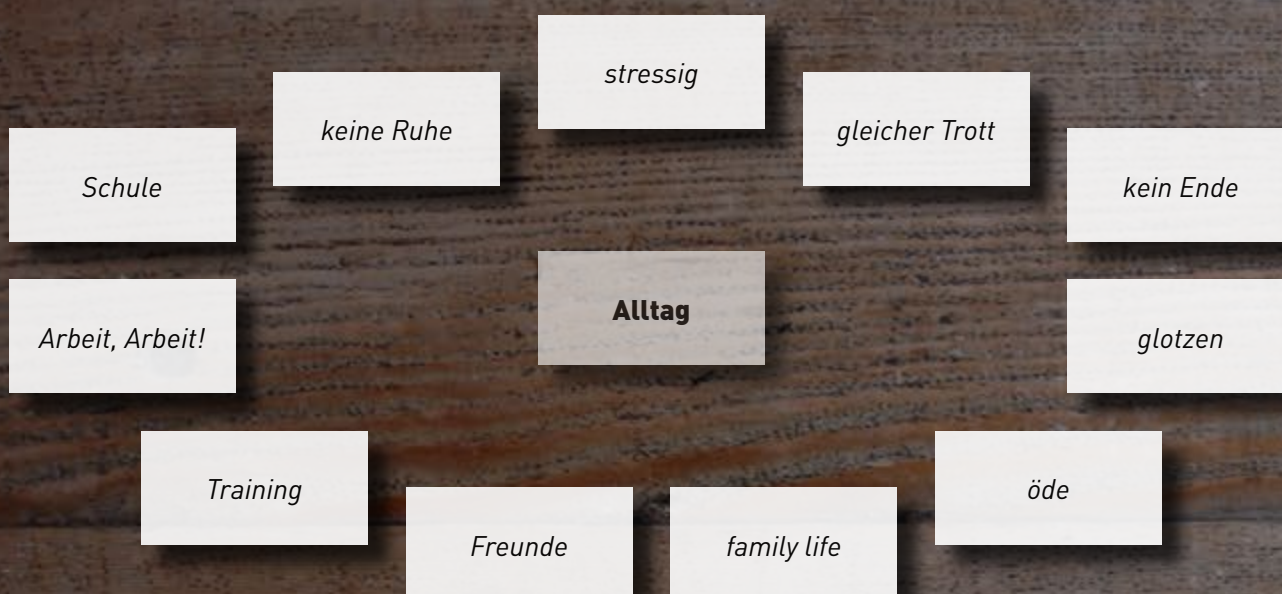 stressig
keine Ruhe
gleicher Trott
Schule
kein Ende
Alltag
Arbeit, Arbeit!
glotzen
Training
öde
Freunde
family life